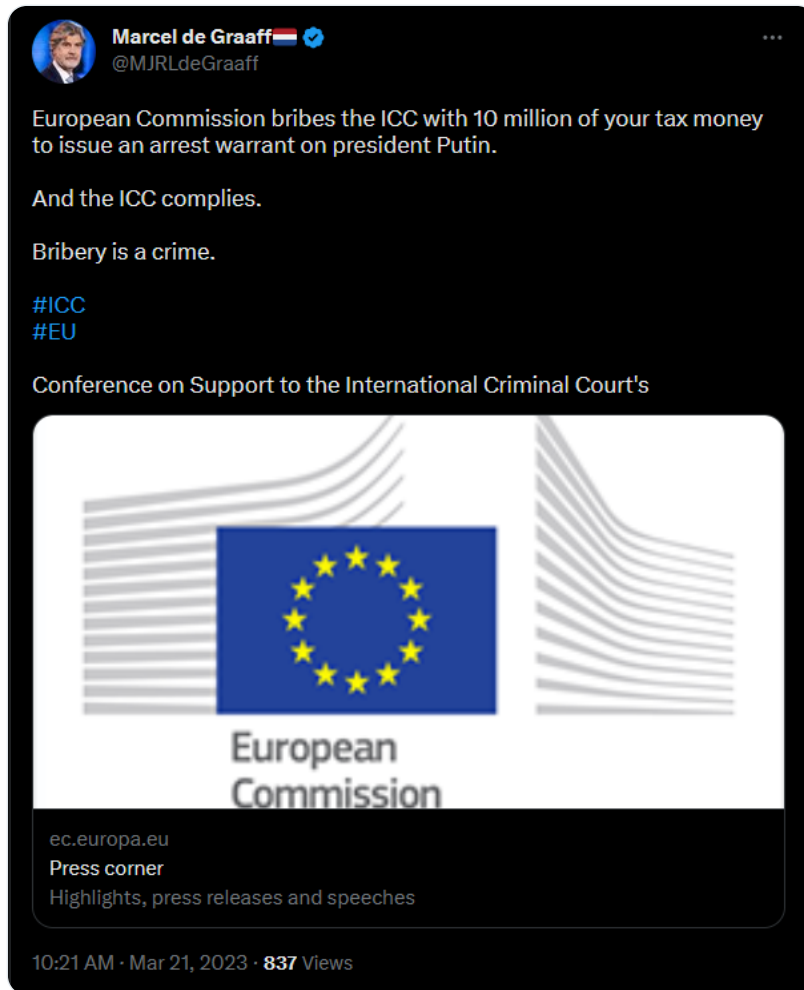 Marcel de Graaff🇳🇱
@MJRLdeGraaff
European Commission bribes the ICC with 10 million of your tax money
to issue an arrest warrant on president Putin.
And the ICC complies.
Bribery is a crime.
#ICC
#EU
Conference on Support to the International Criminal Court's
European
Commission
ec.europa.eu
Press corner
Highlights, press releases and speeches
10:21 AM · Mar 21, 2023 · 837 Views